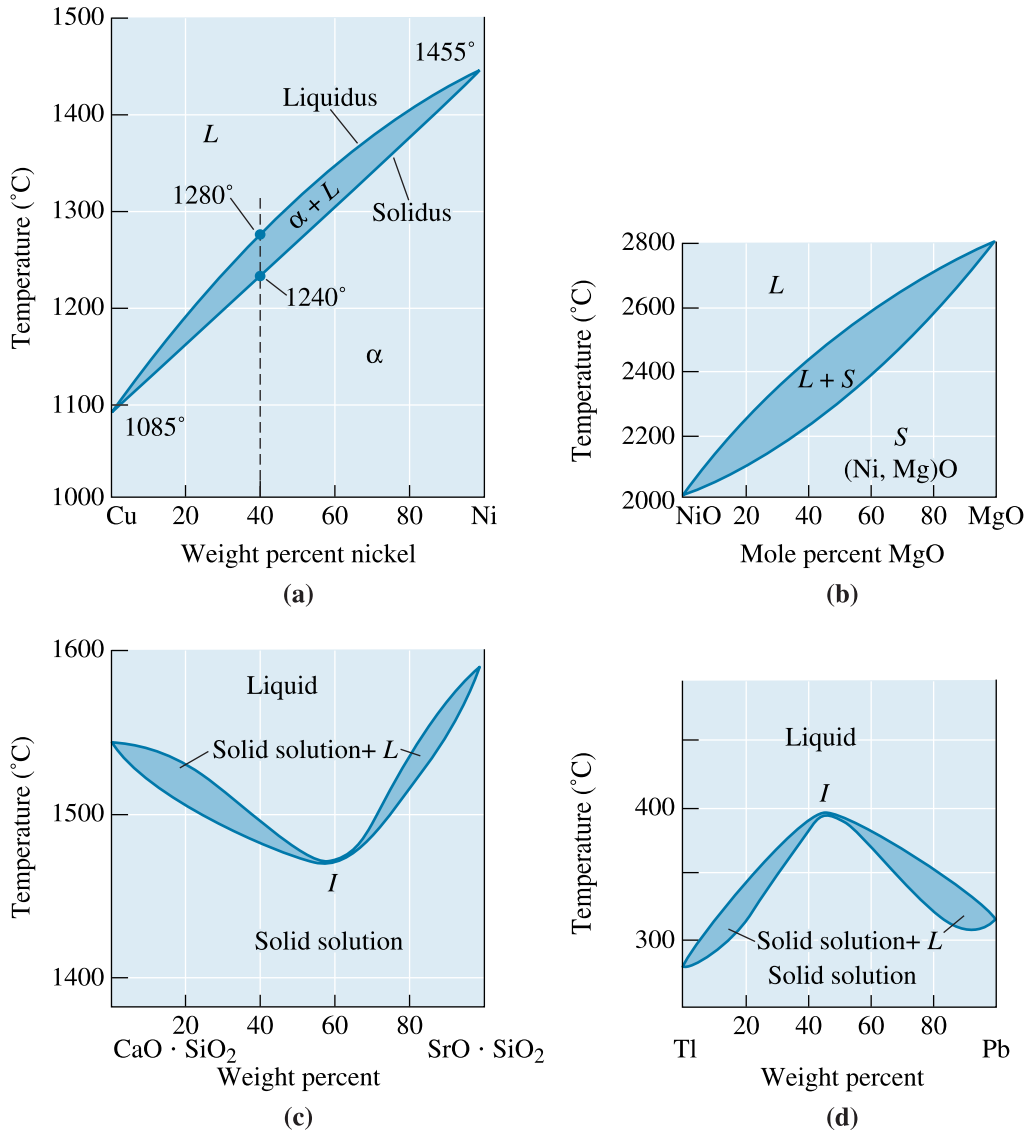 1500
1400
1300
1200
1100
1000
Temperature (°C)
1455°
Liquidus
L
1280°
α + L
Solidus
1240°
α
1085°
Cu 20 40 60 80 Ni
Weight percent nickel
(a)
2800
2600
2400
2200
2000
Temperature (°C)
L
L + S
S
(Ni, Mg)O
NiO 20 40 60 80 MgO
Mole percent MgO
(b)
1600
1500
1400
Temperature (°C)
Liquid
Solid solution+ L
I
Solid solution
20 40 60 80
CaO · SiO₂ SrO · SiO₂
Weight percent
(c)
400
300
Temperature (°C)
Liquid
I
Solid solution+ L
Solid solution
20 40 60 80
Tl Pb
Weight percent
(d)